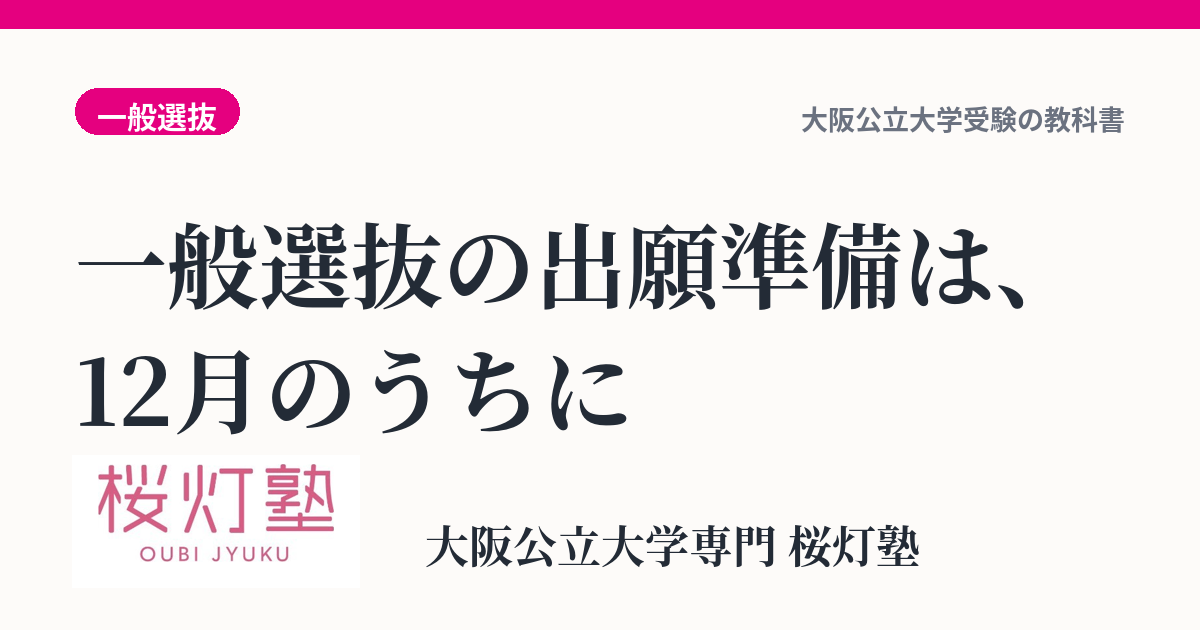 一般選抜
大阪公立大学受験の教科書
一般選抜の出願準備は、
12月のうちに
桜灯塾
OUBI JYUKU
大阪公立大学専門 桜灯塾